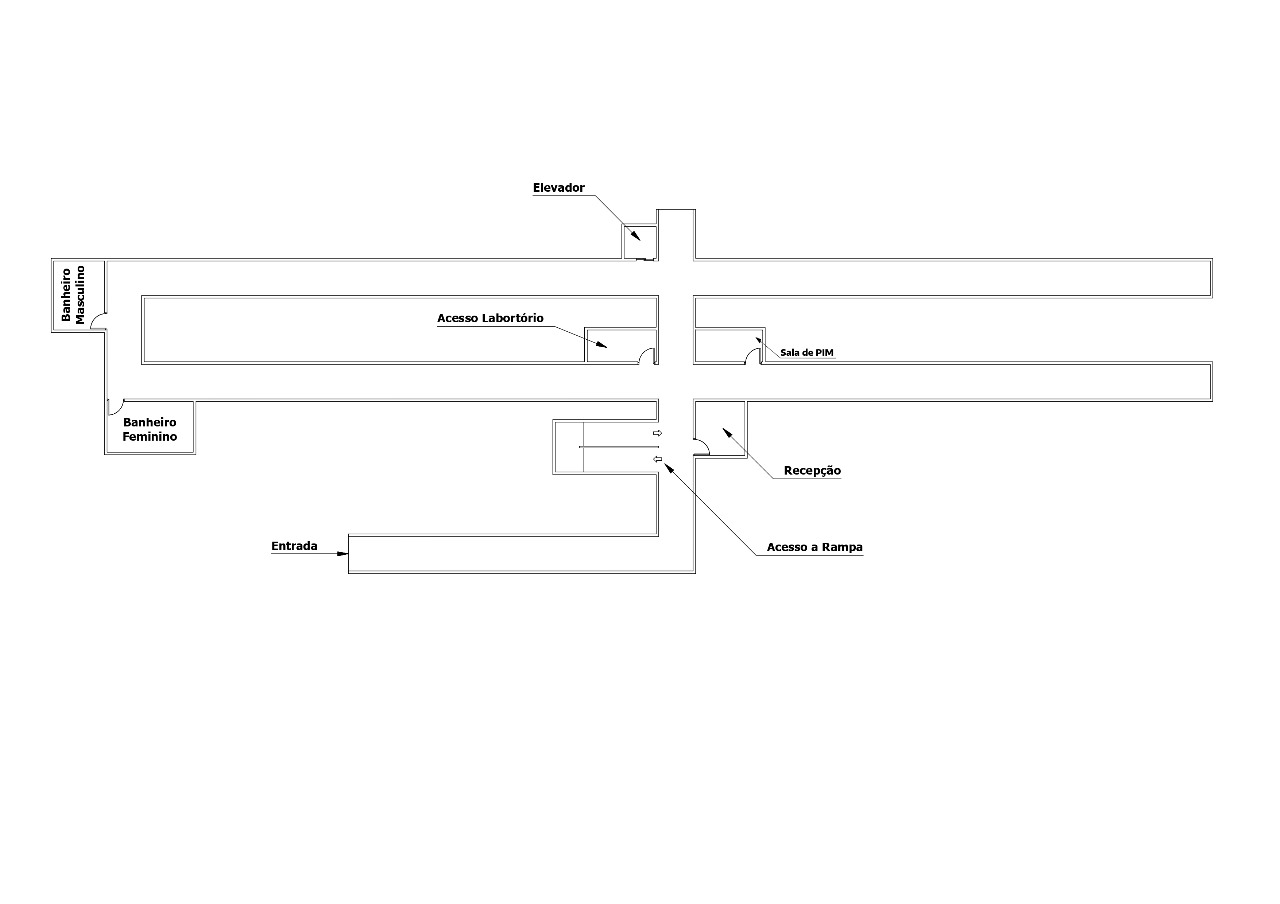 Elevador
Banheiro
Masculino
Acesso Labortório
Sala de PIM
Banheiro
Feminino
Recepção
Entrada
Acesso a Rampa